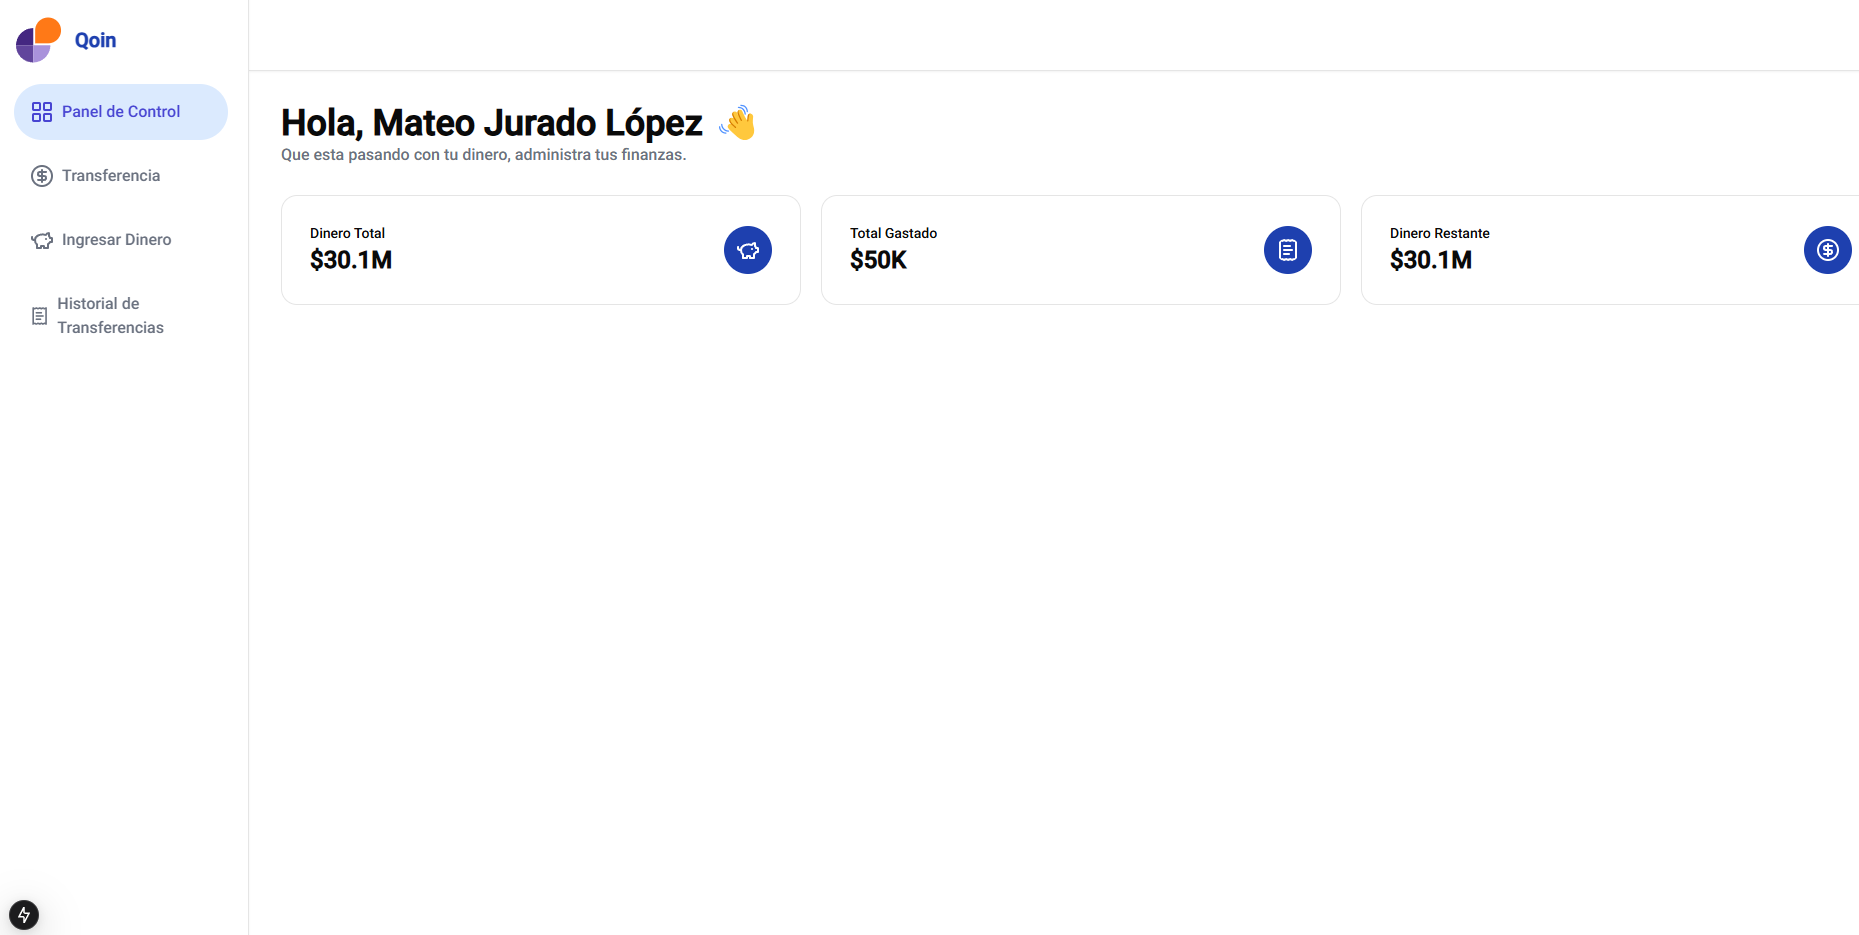 Qoin
Panel de Control
Transferencia
Ingresar Dinero
Historial de
Transferencias
Hola, Mateo Jurado López 👋
Que esta pasando con tu dinero, administra tus finanzas.
Dinero Total
$30.1M
Total Gastado
$50K
Dinero Restante
$30.1M